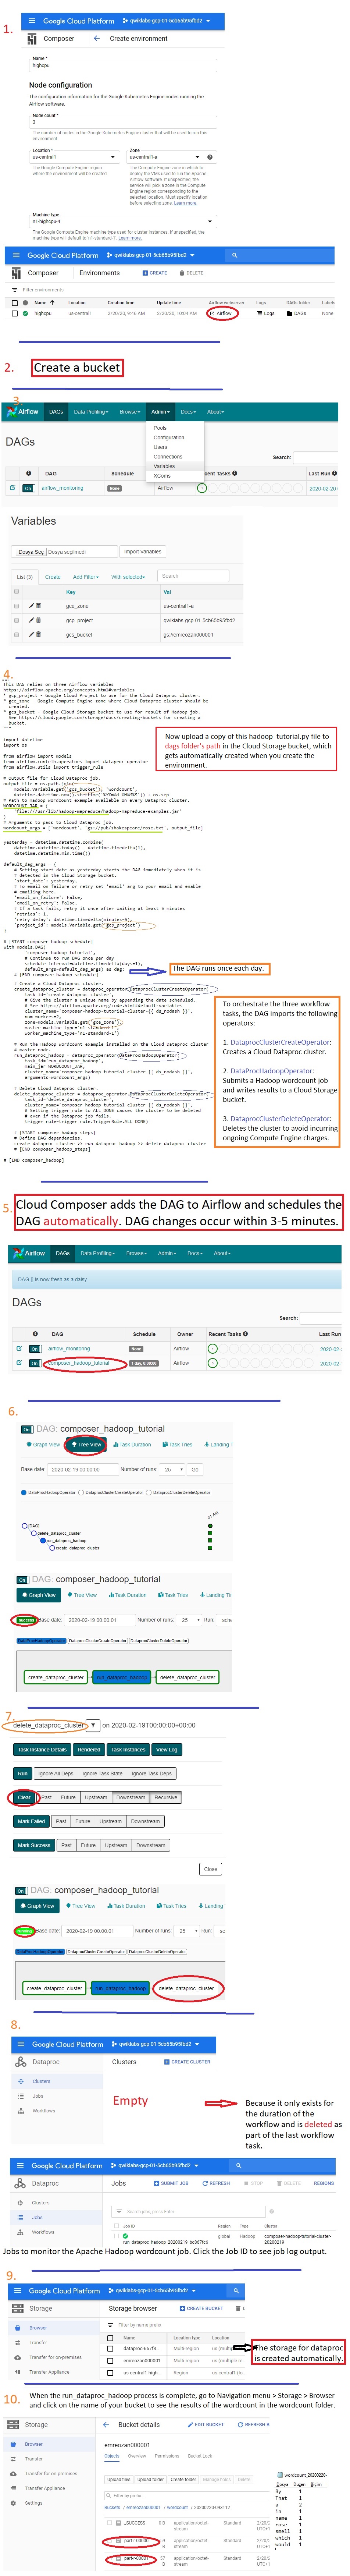 1.
Google Cloud Platform
qwiklabs-gcp-01-5cb65b95fbd2
Composer
Create environment
Name *
highcpu
Node configuration
The configuration information for the Google Kubernetes Engine nodes running the
Airflow software.
Node count *
3
The number of nodes in the Google Kubernetes Engine cluster that will be used to run this
environment.
Location *
us-central1
The Google Compute Engine region
where the environment will be created.
Zone
us-central1-a
The Compute Engine zone in which to
deploy the VMs used to run the Apache
Airflow software. If unspecified, the
service will pick a zone in the Compute
Engine region corresponding to the
selected location. Must specify location
before selecting zone. Learn more.
Machine type
n1-highcpu-4
The Google Compute Engine machine type used for cluster instances. If unspecified, the
machine type will default to 'n1-standard-1'. Learn more.
Google Cloud Platform
qwiklabs-gcp-01-5cb65b95fbd2
Composer
Environments
CREATE
DELETE
Filter environments
Name
Location
Creation time
Update time
Airflow webserver
Logs
DAGs folder
Labels
highcpu
us-central1
2/20/20, 9:46 AM
2/20/20, 10:04 AM
Airflow
Logs
DAGs
None
2.
Create a bucket
3.
Airflow
DAGs
Data Profiling
Browse
Admin
Docs
About
Pools
Configuration
Users
Connections
Variables
XComs
DAGs
Search:
DAG
Schedule
Recent Tasks
Last Run
On
airflow_monitoring
None
Airflow
Variables
Dosya Seç
Dosya seçilmedi
Import Variables
List (3)
Create
Add Filter
With selected
Search
Key
Val
gce_zone
us-central1-a
gcp_project
qwiklabs-gcp-01-5cb65b95fbd2
gcs_bucket
gs://emreozan000001
4.
"""
This DAG relies on three Airflow variables
https://airflow.apache.org/concepts.html#variables
* gcp_project - Google Cloud Project to use for the Cloud Dataproc cluster.
* gce_zone - Google Compute Engine zone where Cloud Dataproc cluster should be
created.
* gcs_bucket - Google Cloud Storage bucket to use for result of Hadoop job.
See https://cloud.google.com/storage/docs/creating-buckets for creating a
bucket.
"""
import datetime
import os
from airflow import models
from airflow.contrib.operators import dataproc_operator
from airflow.utils import trigger_rule
Now upload a copy of this hadoop_tutorial.py file to
dags folder's path in the Cloud Storage bucket, which
gets automatically created when you create the
environment.
# Output file for Cloud Dataproc job.
output_file = os.path.join(
models.Variable.get('gcs_bucket'), 'wordcount',
datetime.datetime.now().strftime('%Y%m%d-%H%M%S')) + os.sep
# Path to Hadoop wordcount example available on every Dataproc cluster.
WORDCOUNT_JAR = (
'file:///usr/lib/hadoop-mapreduce/hadoop-mapreduce-examples.jar'
)
# Arguments to pass to Cloud Dataproc job.
wordcount_args = ['wordcount', 'gs://pub/shakespeare/rose.txt', output_file]
yesterday = datetime.datetime.combine(
datetime.datetime.today() - datetime.timedelta(1),
datetime.datetime.min.time())
default_dag_args = {
# Setting start date as yesterday starts the DAG immediately when it is
# detected in the Cloud Storage bucket.
'start_date': yesterday,
# To email on failure or retry set 'email' arg to your email and enable
# emailing here.
'email_on_failure': False,
'email_on_retry': False,
# If a task fails, retry it once after waiting at least 5 minutes
'retries': 1,
'retry_delay': datetime.timedelta(minutes=5),
'project_id': models.Variable.get('gcp_project')
}
# [START composer_hadoop_schedule]
with models.DAG(
'composer_hadoop_tutorial',
# Continue to run DAG once per day
schedule_interval=datetime.timedelta(days=1),
default_args=default_dag_args) as dag:
# [END composer_hadoop_schedule]
The DAG runs once each day.
# Create a Cloud Dataproc cluster.
create_dataproc_cluster = dataproc_operator.DataprocClusterCreateOperator(
task_id='create_dataproc_cluster',
# Give the cluster a unique name by appending the date scheduled.
# See https://airflow.apache.org/code.html#default-variables
cluster_name='composer-hadoop-tutorial-cluster-{{ ds_nodash }}',
num_workers=2,
zone=models.Variable.get('gce_zone'),
master_machine_type='n1-standard-1',
worker_machine_type='n1-standard-1')
# Run the Hadoop wordcount example installed on the Cloud Dataproc cluster
# master node.
run_dataproc_hadoop = dataproc_operator.DataProcHadoopOperator(
task_id='run_dataproc_hadoop',
main_jar=WORDCOUNT_JAR,
cluster_name='composer-hadoop-tutorial-cluster-{{ ds_nodash }}',
arguments=wordcount_args)
# Delete Cloud Dataproc cluster.
delete_dataproc_cluster = dataproc_operator.DataprocClusterDeleteOperator(
task_id='delete_dataproc_cluster',
cluster_name='composer-hadoop-tutorial-cluster-{{ ds_nodash }}',
# Setting trigger_rule to ALL_DONE causes the cluster to be deleted
# even if the Dataproc job fails.
trigger_rule=trigger_rule.TriggerRule.ALL_DONE)
# [START composer_hadoop_steps]
# Define DAG dependencies.
create_dataproc_cluster >> run_dataproc_hadoop >> delete_dataproc_cluster
# [END composer_hadoop_steps]
# [END composer_hadoop]
To orchestrate the three workflow
tasks, the DAG imports the following
operators:
1. DataprocClusterCreateOperator:
Creates a Cloud Dataproc cluster.
2. DataProcHadoopOperator:
Submits a Hadoop wordcount job
and writes results to a Cloud Storage
bucket.
3. DataprocClusterDeleteOperator:
Deletes the cluster to avoid incurring
ongoing Compute Engine charges.
5.
Cloud Composer adds the DAG to Airflow and schedules the
DAG automatically. DAG changes occur within 3-5 minutes.
Airflow
DAGs
Data Profiling
Browse
Admin
Docs
About
DAG [] is now fresh as a daisy
DAGs
Search:
DAG
Schedule
Owner
Recent Tasks
Last Run
On
airflow_monitoring
None
Airflow
On
composer_hadoop_tutorial
1 day, 0:00:00
Airflow
6.
On
DAG: composer_hadoop_tutorial
Graph View
Tree View
Task Duration
Task Tries
Landing T
Base date:
2020-02-19 00:00:00
Number of runs:
25
Go
DataProcHadoopOperator
DataprocClusterCreateOperator
DataprocClusterDeleteOperator
[DAG]
delete_dataproc_cluster
run_dataproc_hadoop
create_dataproc_cluster
On
DAG: composer_hadoop_tutorial
Graph View
Tree View
Task Duration
Task Tries
Landing Tir
success
Base date:
2020-02-19 00:00:01
Number of runs:
25
Run:
DataProcHadoopOperator
DataprocClusterCreateOperator
DataprocClusterDeleteOperator
create_dataproc_cluster
run_dataproc_hadoop
delete_dataproc_cluster
7.
delete_dataproc_cluster
on 2020-02-19T00:00:00+00:00
Task Instance Details
Rendered
Task Instances
View Log
Run
Ignore All Deps
Ignore Task State
Ignore Task Deps
Clear
Past
Future
Upstream
Downstream
Recursive
Mark Failed
Past
Future
Upstream
Downstream
Mark Success
Past
Future
Upstream
Downstream
Close
On
DAG: composer_hadoop_tutorial
Graph View
Tree View
Task Duration
Task Tries
Landing
Base date:
2020-02-19 00:00:01
Number of runs:
25
Run:
DataProcHadoopOperator
DataprocClusterCreateOperator
DataprocClusterDeleteOperator
create_dataproc_cluster
run_dataproc_hadoop
delete_dataproc_cluster
8.
Google Cloud Platform
qwiklabs-gcp-01-5cb65b95fbd2
Dataproc
Clusters
CREATE CLUSTER
Clusters
Jobs
Workflows
Empty
Because it only exists for
the duration of the
workflow and is deleted as
part of the last workflow
task.
Google Cloud Platform
qwiklabs-gcp-01-5cb65b95fbd2
Dataproc
Jobs
SUBMIT JOB
REFRESH
STOP
DELETE
REGIONS
Clusters
Jobs
Workflows
Search jobs, press Enter
Job ID
Region
Type
Cluster
run_dataproc_hadoop_20200219_bc867fc6
global
Hadoop
composer-hadoop-tutorial-cluster-
20200219
Jobs to monitor the Apache Hadoop wordcount job. Click the Job ID to see job log output.
9.
Google Cloud Platform
qwiklabs-gcp-01-5cb65b95fbd2
Storage
Storage browser
CREATE BUCKET
Browser
Transfer
Transfer for on-premises
Transfer Appliance
Filter by name prefix
Name
Location type
Location
Multi-region
emreozan000001
Multi-region
us (multiple re
us-central1-high...
Region
The storage for dataproc
is created automatically.
10.
When the run_dataproc_hadoop process is complete, go to Navigation menu > Storage > Browser
and click on the name of your bucket to see the results of the wordcount in the wordcount folder.
Storage
Bucket details
EDIT BUCKET
REFRESH B
Browser
Transfer
Transfer for on-premises
Transfer Appliance
Settings
emreozan000001
Objects
Overview
Permissions
Bucket Lock
Upload files
Upload folder
Create folder
Manage holds
Delete
Filter by prefix...
Buckets / emreozan000001 / wordcount / 20200220-093112
_SUCCESS
0 B
application/octet-
stream
Standard
part-r-00000
application/octet-
stream
Standard
part-r-00001
application/octet-
stream
Standard
wordcount_20200220-
By 1
That 1
a 2
in 1
name 1
rose 1
smell 1
which 1
would 1